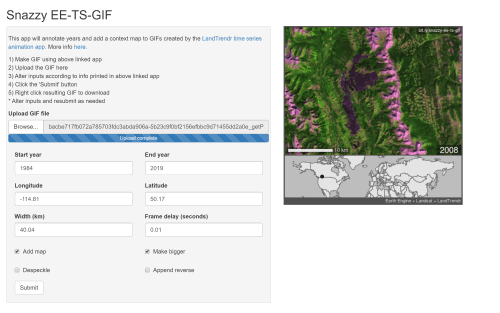 Snazzy EE-TS-GIF
This app will annotate years and add a context map to GIFs created by the LandTrendr time series
animation app. More info here.
1) Make GIF using above linked app
2) Upload the GIF here
3) Alter inputs according to info printed in above linked app
4) Click the 'Submit' button
5) Right click resulting GIF to download
* Alter inputs and resubmit as needed
Upload GIF file
Browse...
Upload complete
Start year
End year
1984
2019
Longitude
Latitude
-114.81
50.17
Width (km)
Frame delay (seconds)
40.04
0.01
Add map
Make bigger
Despeckle
Append reverse
Submit
bit.ly/snazzy-ee-ts-gif
10 km
2008
Earth Engine + Landsat + LandTrendr